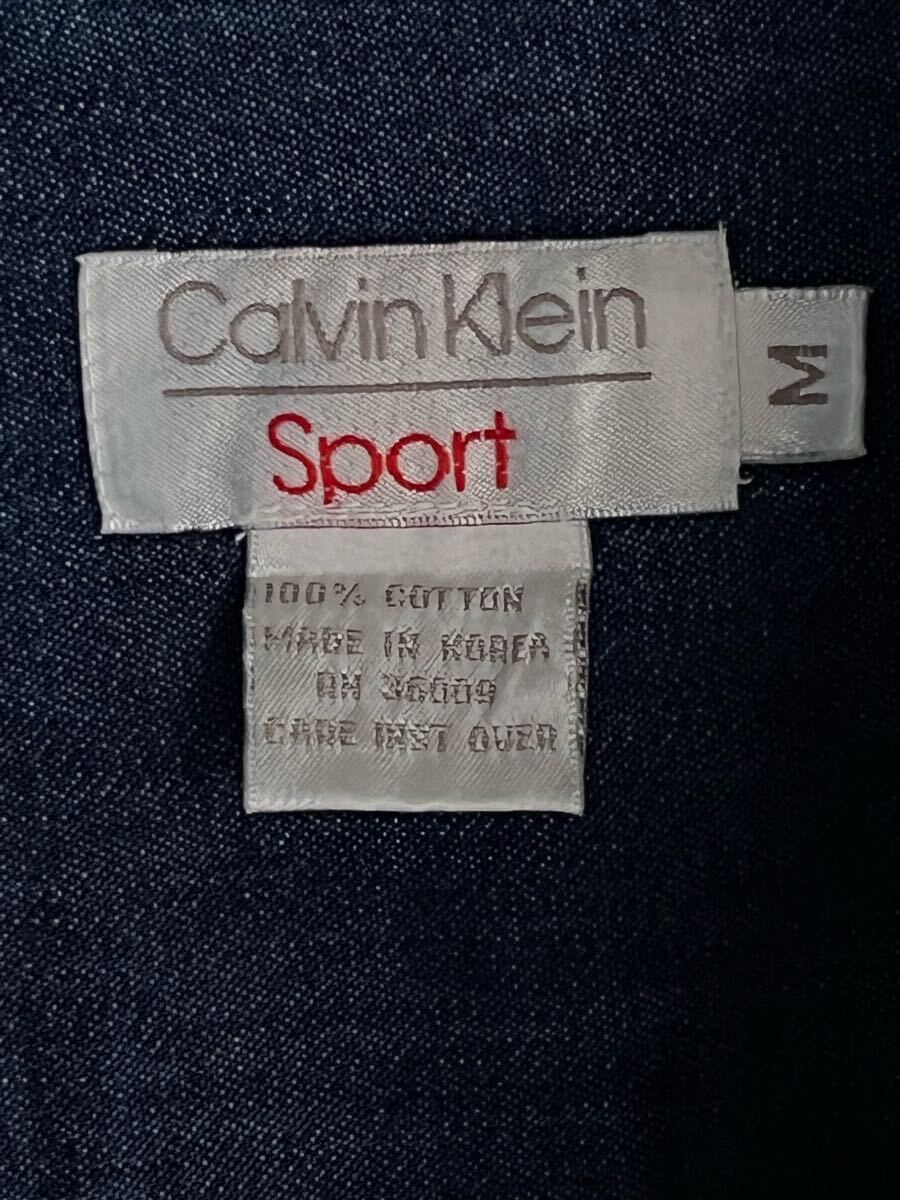 Calvin Klein
Sport
M
100% COTTON
MADE IN KOREA
RN 36009
CARE INST OVER